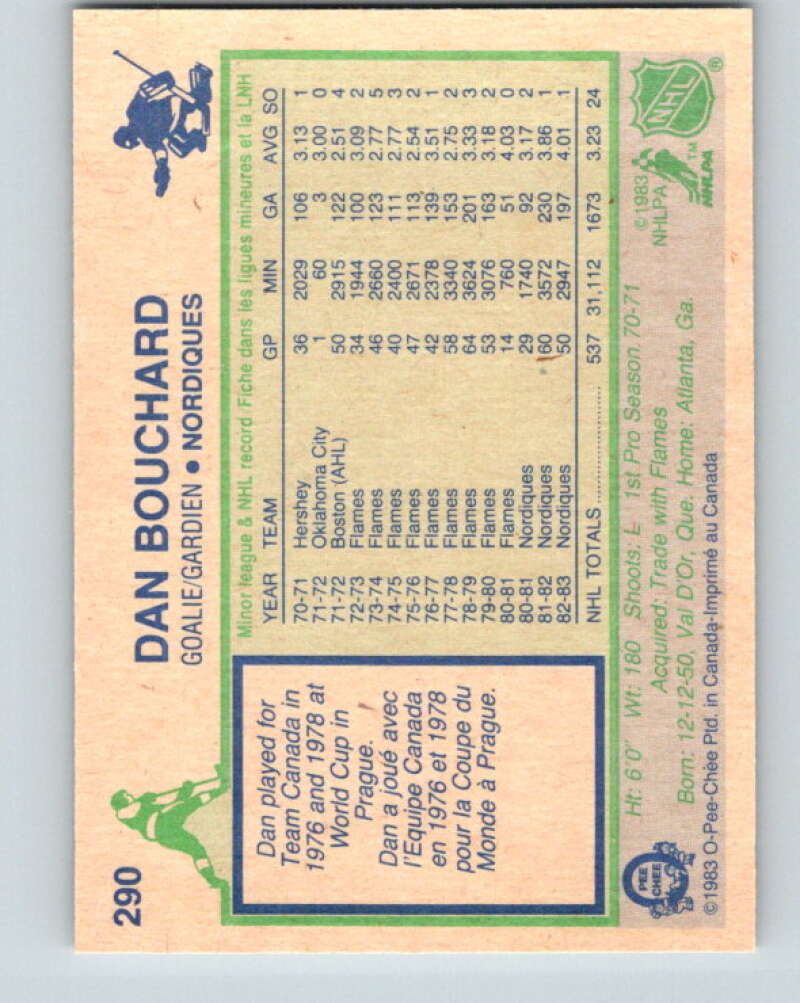 290
DAN BOUCHARD
GOALIE/GARDIEN • NORDIQUES
Dan played for
Team Canada in
1976 and 1978 at
World Cup in
Prague.
Dan a joué avec
l'Equipe Canada
en 1976 et 1978
pour la Coupe du
Monde à Prague.
Minor league & NHL record Fiche dans les ligues mineures et la LNH
YEAR TEAM GP MIN GA AVG SO
70-71 Hershey 36 2029 106 3.13 1
71-72 Oklahoma City 1 60 3 3.00 0
71-72 Boston (AHL) 50 2915 122 2.51 4
72-73 Flames 34 1944 100 3.09 2
73-74 Flames 46 2660 123 2.77 5
74-75 Flames 40 2400 111 2.77 3
75-76 Flames 47 2671 113 2.54 2
76-77 Flames 42 2378 139 3.51 1
77-78 Flames 58 3340 153 2.75 2
78-79 Flames 64 3624 201 3.33 3
79-80 Flames 53 3076 163 3.18 2
80-81 Flames 14 760 51 4.03 0
80-81 Nordiques 29 1740 92 3.17 2
81-82 Nordiques 60 3572 230 3.86 1
82-83 Nordiques 50 2947 197 4.01 1
NHL TOTALS 537 31,112 1673 3.23 24
Ht: 6'0" Wt: 180 Shoots: L 1st Pro Season 70-71
Acquired: Trade with Flames
Born: 12-12-50, Val D'Or, Que. Home: Atlanta, Ga.
©1983 NHLPA
NHLPA™
NHL®
O PEE CHEE
©1983 O-Pee-Chee Ptd. in Canada-Imprimé au Canada